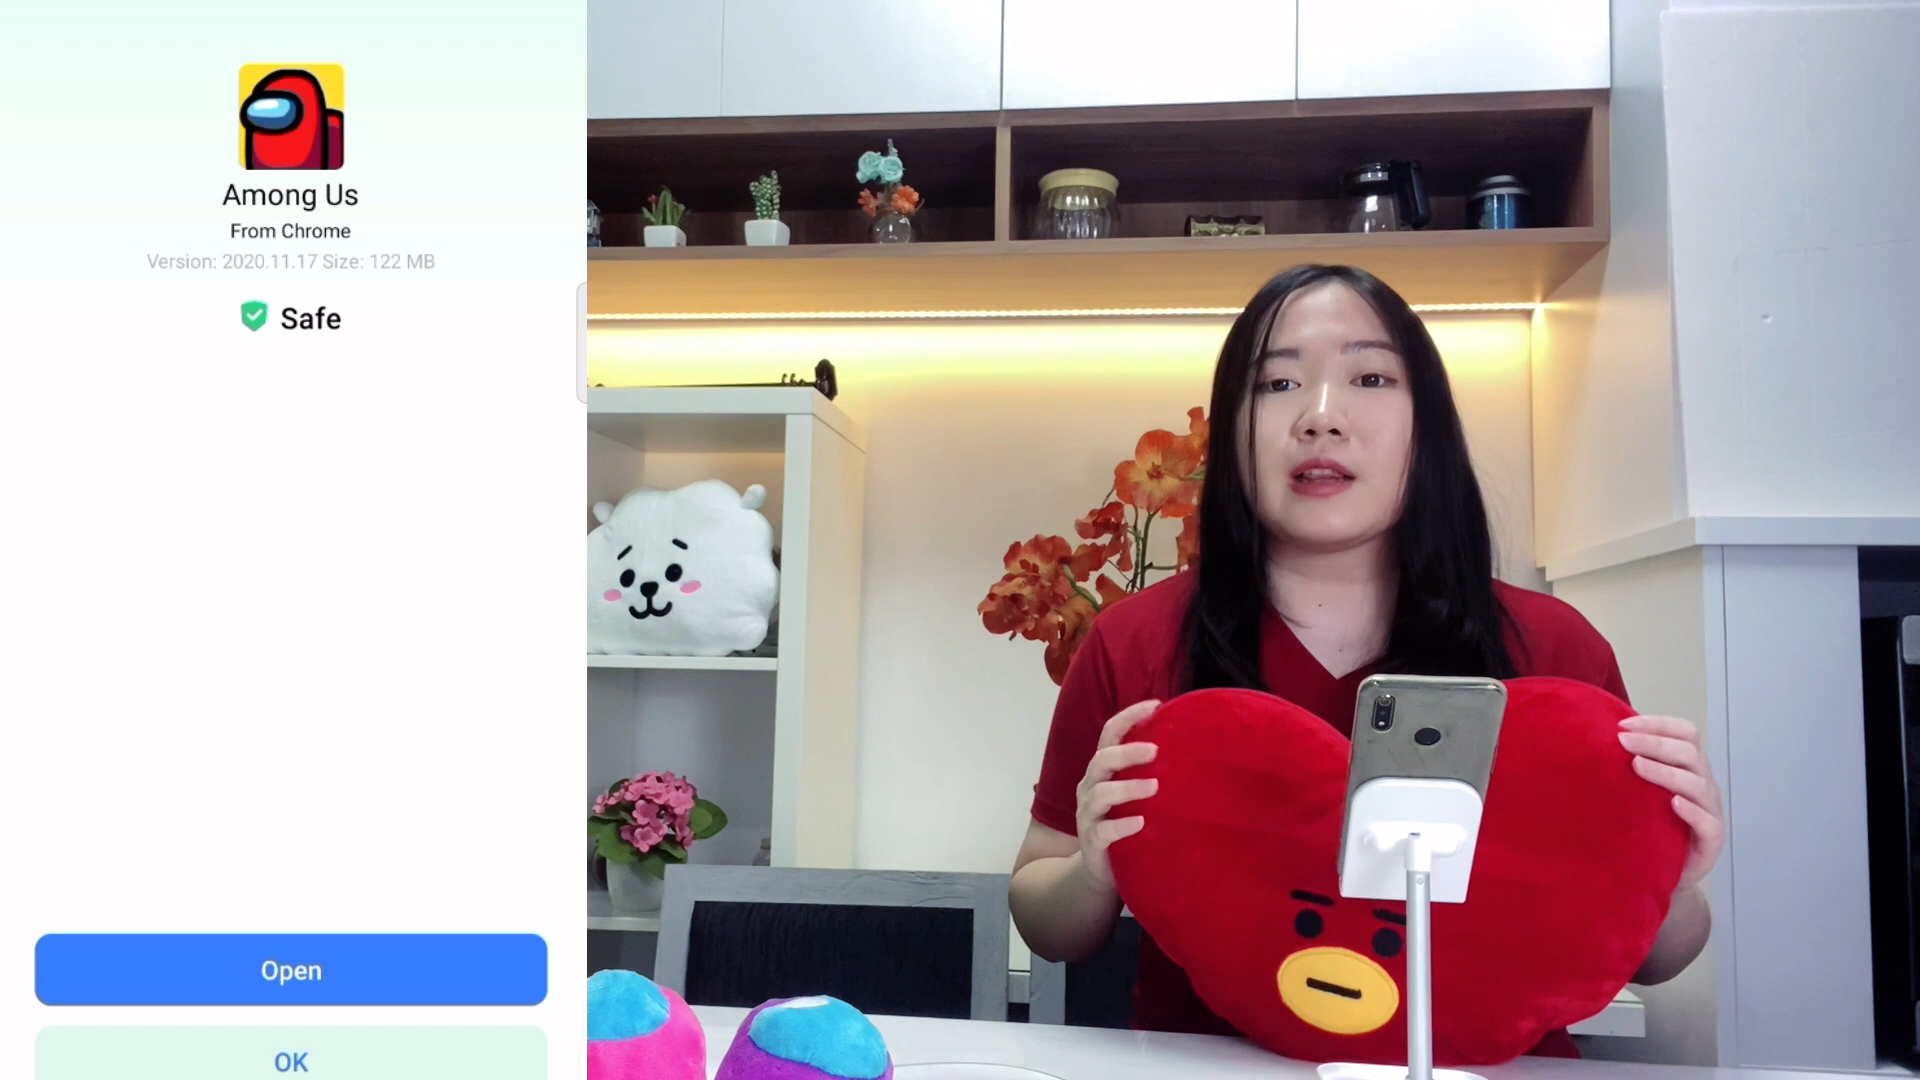 Among Us
From Chrome
Version: 2020.11.17 Size: 122 MB
Safe
Open
OK